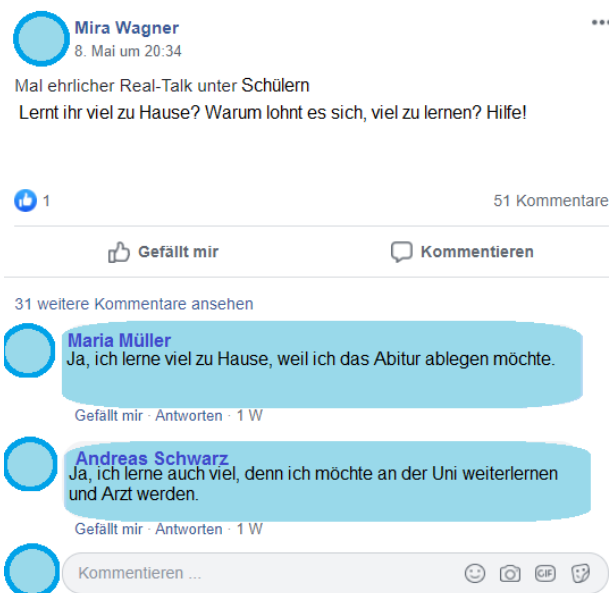 Mira Wagner
8. Mai um 20:34
Mal ehrlicher Real-Talk unter Schülern
Lernt ihr viel zu Hause? Warum lohnt es sich, viel zu lernen? Hilfe!
1
51 Kommentare
Gefällt mir
Kommentieren
31 weitere Kommentare ansehen
Maria Müller
Ja, ich lerne viel zu Hause, weil ich das Abitur ablegen möchte.
Gefällt mir · Antworten · 1 W
Andreas Schwarz
Ja, ich lerne auch viel, denn ich möchte an der Uni weiterlernen
und Arzt werden.
Gefällt mir · Antworten · 1 W
Kommentieren ...
GIF